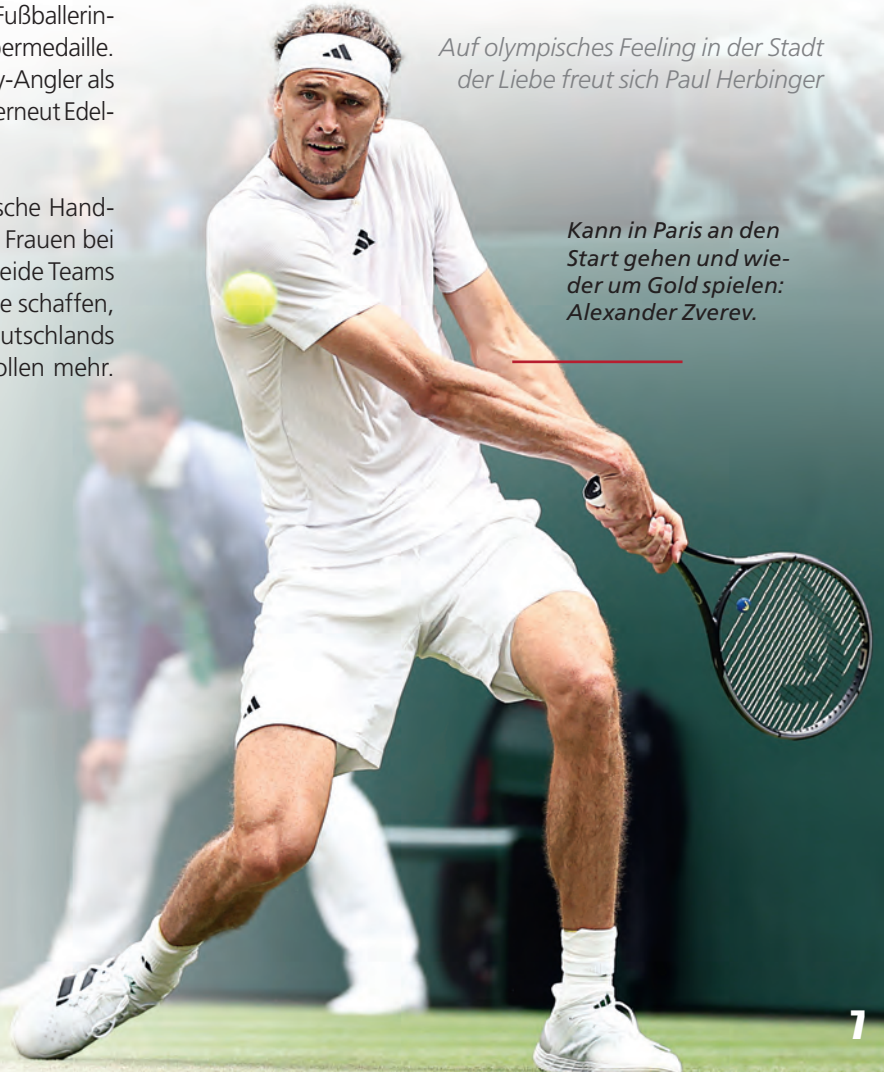 Fußballerin-
permedaille.
y-Angler als
erneut Edel-
sche Hand-
Frauen bei
eide Teams
e schaffen,
eutschlands
ollen mehr.
Auf olympisches Feeling in der Stadt
der Liebe freut sich Paul Herbinger
Kann in Paris an den
Start gehen und wie-
der um Gold spielen:
Alexander Zverev.
7